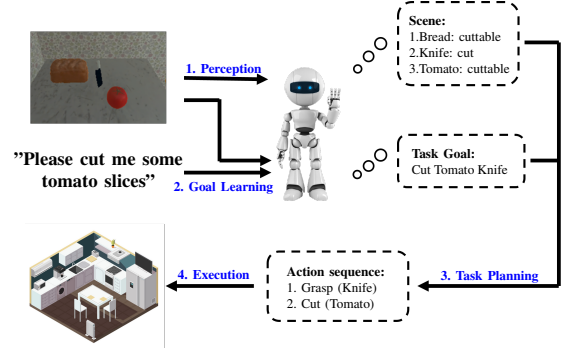 Scene:
1.Bread: cuttable
2.Knife: cut
3.Tomato: cuttable
1. Perception
”Please cut me some
tomato slices”
2. Goal Learning
Task Goal:
Cut Tomato Knife
3. Task Planning
Action sequence:
1. Grasp (Knife)
2. Cut (Tomato)
4. Execution